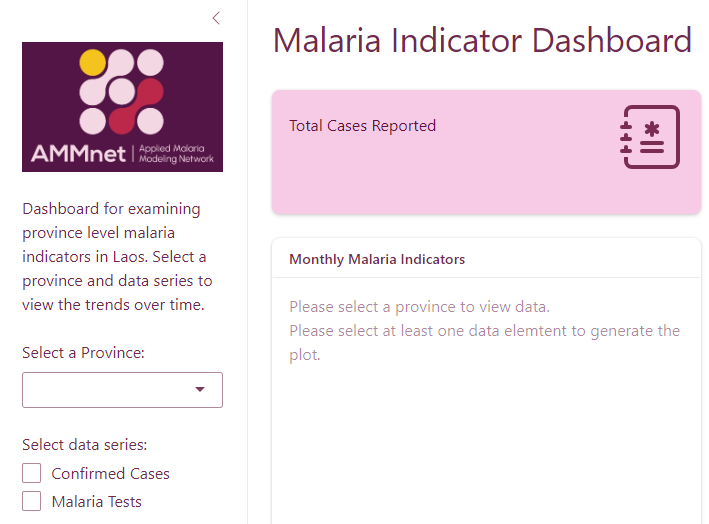 AMMnet | Applied Malaria
Modeling Network
Dashboard for examining
province level malaria
indicators in Laos. Select a
province and data series to
view the trends over time.
Select a Province:
Select data series:
Confirmed Cases
Malaria Tests
Malaria Indicator Dashboard
Total Cases Reported
Monthly Malaria Indicators
Please select a province to view data.
Please select at least one data elemtent to generate the
plot.